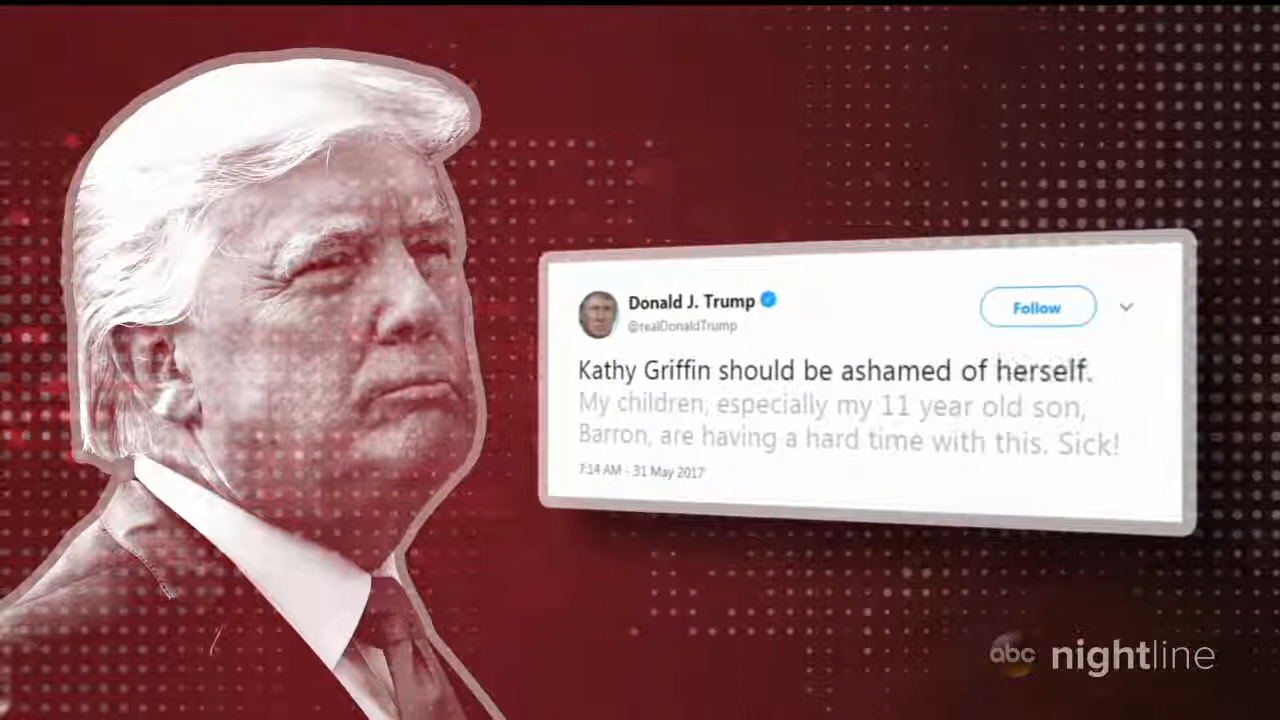 Donald J. Trump
@realDonaldTrump
Follow
Kathy Griffin should be ashamed of herself.
My children, especially my 11 year old son,
Barron, are having a hard time with this. Sick!
7:14 AM - 31 May 2017
abc nightline